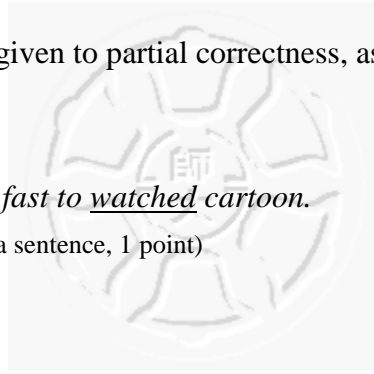 given to partial correctness, as
師
fast to watched cartoon.
a sentence, 1 point)